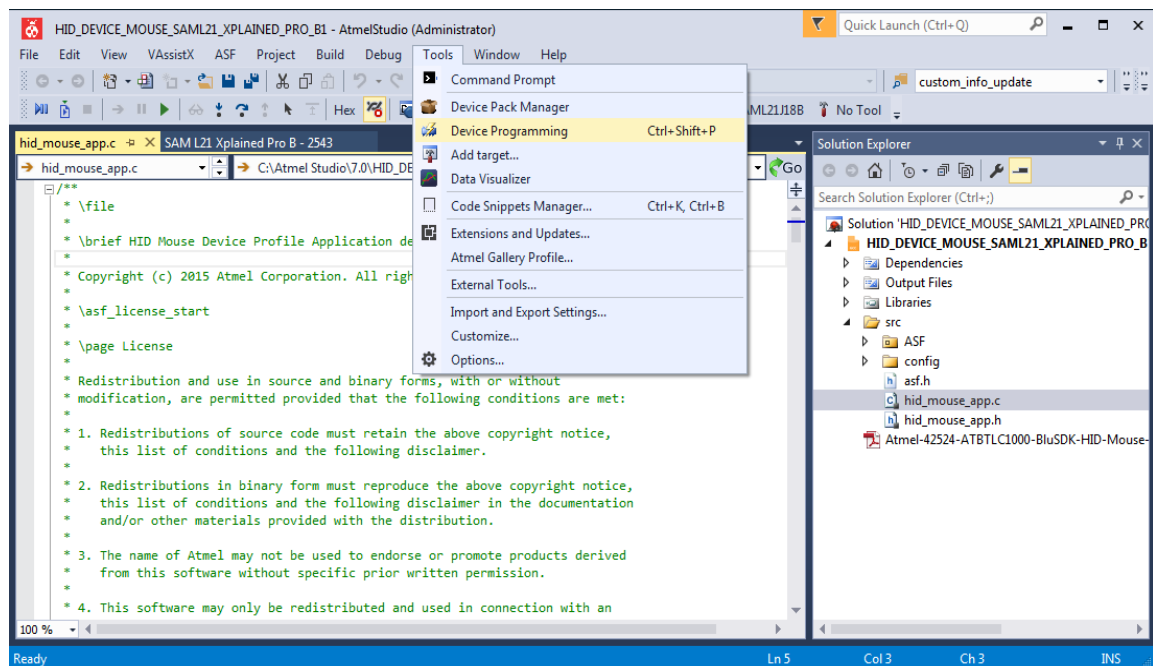 HID_DEVICE_MOUSE_SAML21_XPLAINED_PRO_B1 - AtmelStudio (Administrator)
Quick Launch (Ctrl+Q)
File Edit View VAssistX ASF Project Build Debug Tools Window Help
custom_info_update
Hex
AML21J18B
No Tool
Command Prompt
Device Pack Manager
Device Programming Ctrl+Shift+P
Add target...
Data Visualizer
Code Snippets Manager... Ctrl+K, Ctrl+B
Extensions and Updates...
Atmel Gallery Profile...
External Tools...
Import and Export Settings...
Customize...
Options...
hid_mouse_app.c SAM L21 Xplained Pro B - 2543
hid_mouse_app.c C:\Atmel Studio\7.0\HID_DE Go
/**
* \file
*
* \brief HID Mouse Device Profile Application de
*
* Copyright (c) 2015 Atmel Corporation. All righ
*
* \asf_license_start
*
* \page License
*
* Redistribution and use in source and binary forms, with or without
* modification, are permitted provided that the following conditions are met:
*
* 1. Redistributions of source code must retain the above copyright notice,
* this list of conditions and the following disclaimer.
*
* 2. Redistributions in binary form must reproduce the above copyright notice,
* this list of conditions and the following disclaimer in the documentation
* and/or other materials provided with the distribution.
*
* 3. The name of Atmel may not be used to endorse or promote products derived
* from this software without specific prior written permission.
*
* 4. This software may only be redistributed and used in connection with an
100 %
Solution Explorer
Search Solution Explorer (Ctrl+;)
Solution 'HID_DEVICE_MOUSE_SAML21_XPLAINED_PRO
HID_DEVICE_MOUSE_SAML21_XPLAINED_PRO_B
Dependencies
Output Files
Libraries
src
ASF
config
asf.h
hid_mouse_app.c
hid_mouse_app.h
Atmel-42524-ATBTLC1000-BluSDK-HID-Mouse-
Ready Ln 5 Col 3 Ch 3 INS